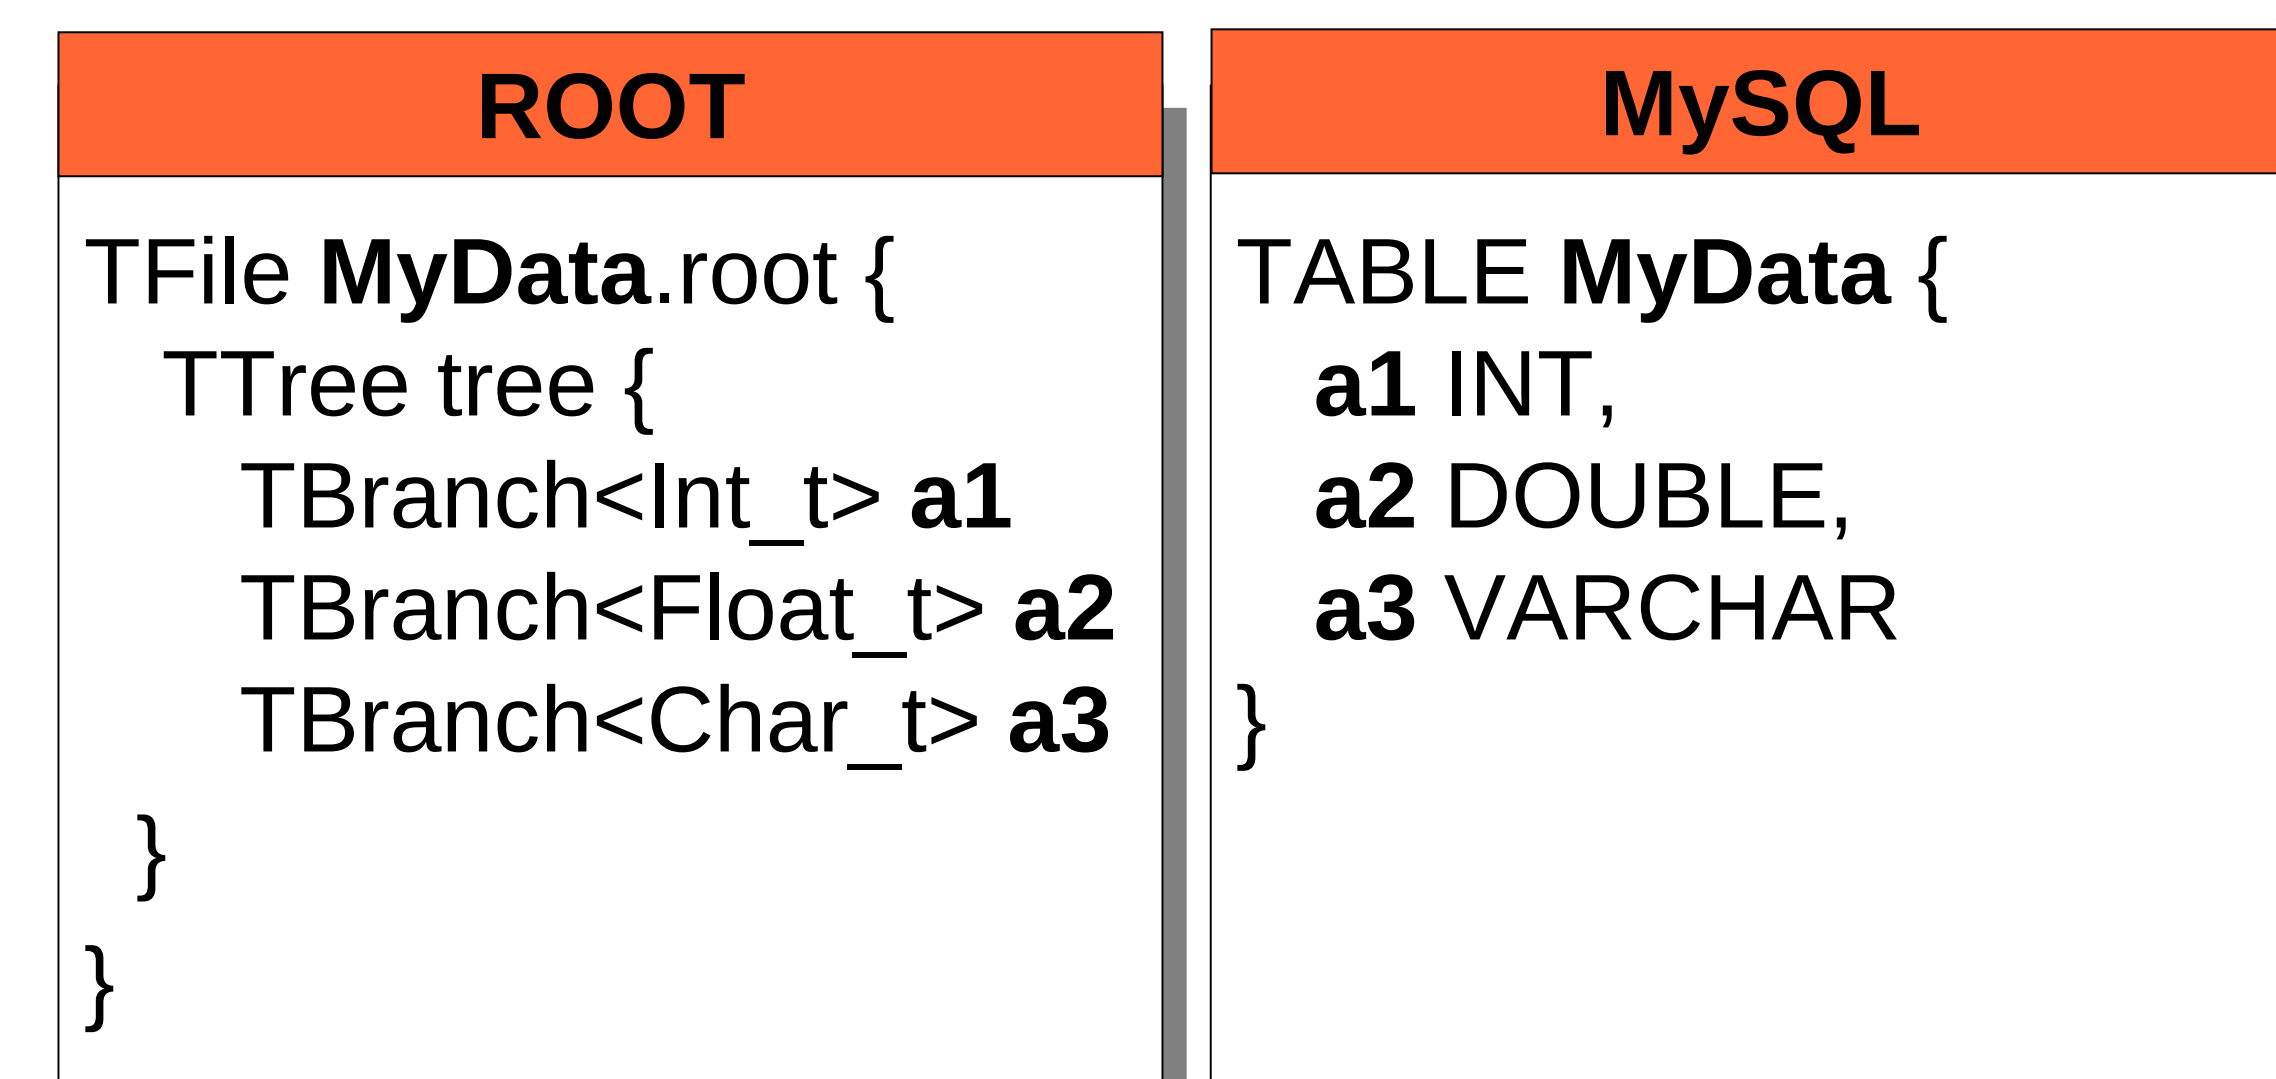 ROOT
TFile MyData.root {
TTree tree {
TBranch<Int_t> a1
TBranch<Float_t> a2
TBranch<Char_t> a3
}
}
MySQL
TABLE MyData {
a1 INT,
a2 DOUBLE,
a3 VARCHAR
}